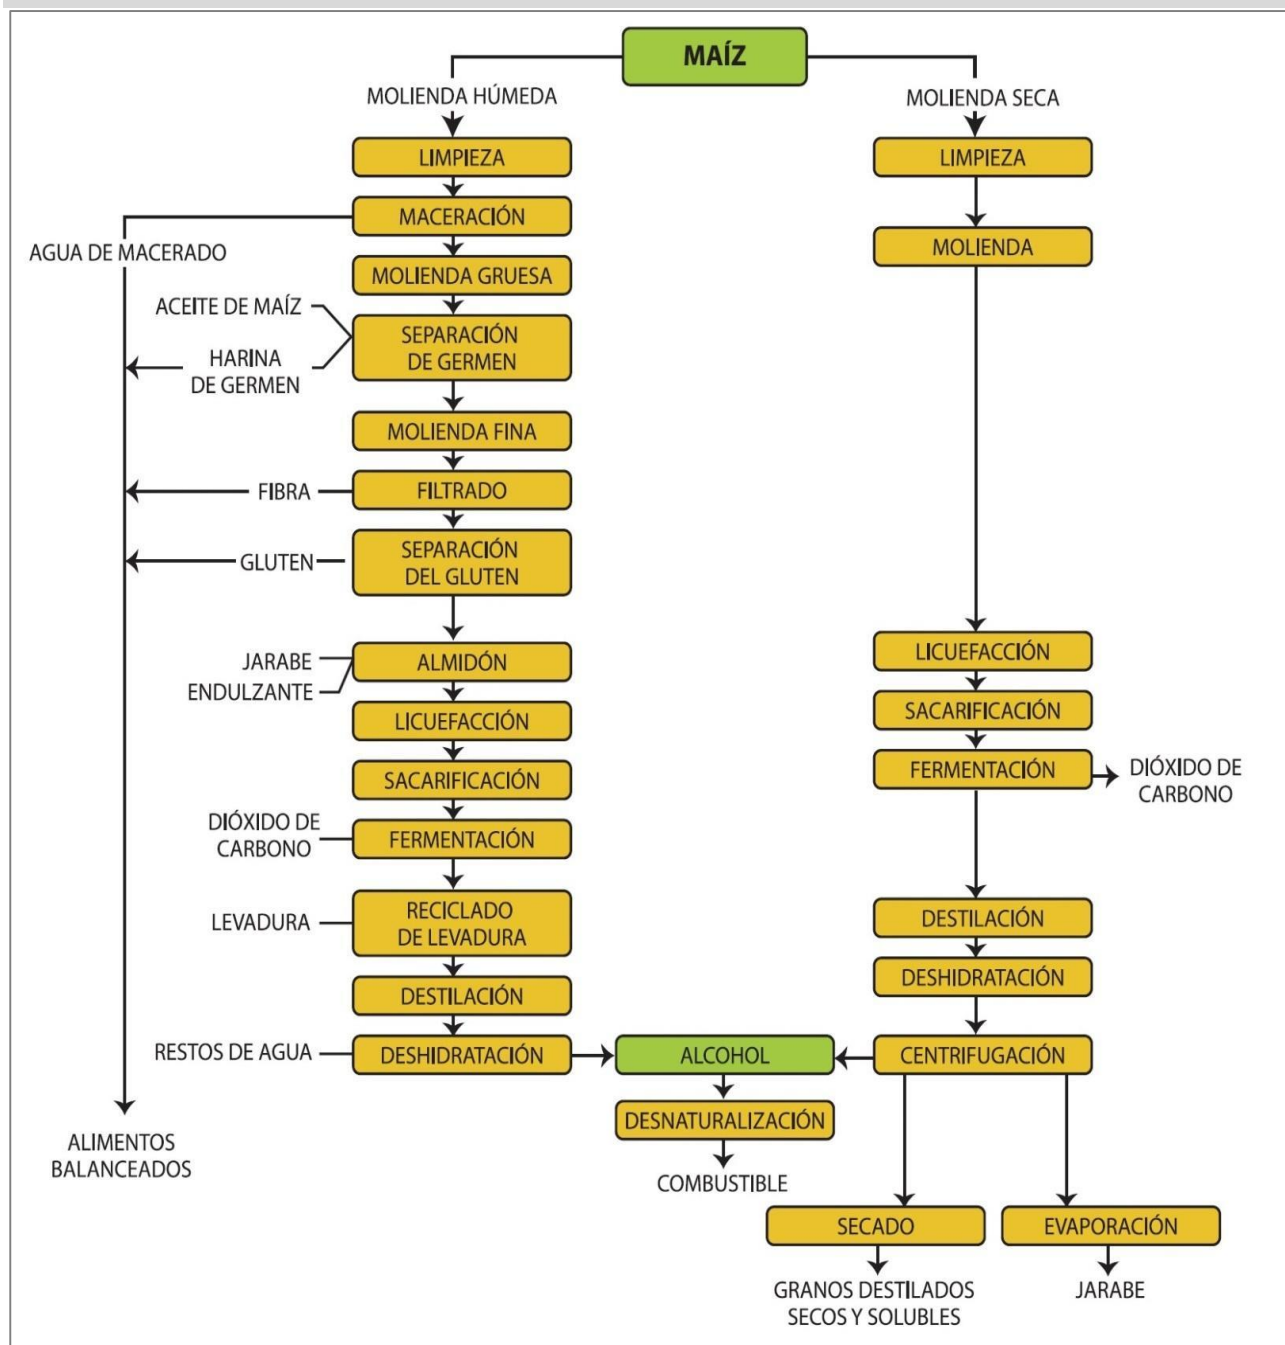 MAÍZ
MOLIENDA HÚMEDA
MOLIENDA SECA
LIMPIEZA
LIMPIEZA
MACERACIÓN
MOLIENDA
AGUA DE MACERADO
MOLIENDA GRUESA
ACEITE DE MAÍZ
SEPARACIÓN
DE GERMEN
HARINA
DE GERMEN
MOLIENDA FINA
FIBRA
FILTRADO
GLUTEN
SEPARACIÓN
DEL GLUTEN
JARABE
ENDULZANTE
ALMIDÓN
LICUEFACCIÓN
LICUEFACCIÓN
SACARIFICACIÓN
SACARIFICACIÓN
FERMENTACIÓN
DIÓXIDO DE
CARBONO
DIÓXIDO DE
CARBONO
FERMENTACIÓN
LEVADURA
RECICLADO
DE LEVADURA
DESTILACIÓN
DESTILACIÓN
DESHIDRATACIÓN
RESTOS DE AGUA
DESHIDRATACIÓN
ALCOHOL
CENTRIFUGACIÓN
DESNATURALIZACIÓN
ALIMENTOS
BALANCEADOS
COMBUSTIBLE
SECADO
EVAPORACIÓN
GRANOS DESTILADOS
SECOS Y SOLUBLES
JARABE